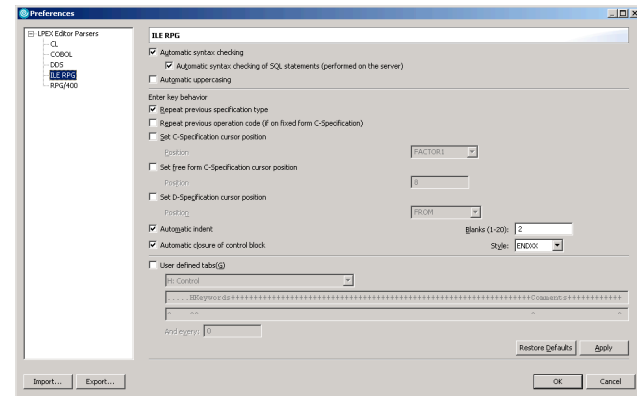 Preferences
LPEX Editor Parsers
CL
COBOL
DDS
ILE RPG
RPG/400
ILE RPG
Automatic syntax checking
Automatic syntax checking of SQL statements (performed on the server)
Automatic uppercasing
Enter key behavior
Repeat previous specification type
Repeat previous operation code (if on fixed form C-Specification)
Set C-Specification cursor position
Position FACTOR1
Set free form C-Specification cursor position
Position 8
Set D-Specification cursor position
Position FROM
Automatic indent Blanks (1-20): 2
Automatic closure of control block Style: ENDXX
User defined tabs(G)
H: Control
And every: 0
Restore Defaults Apply
Import... Export... OK Cancel